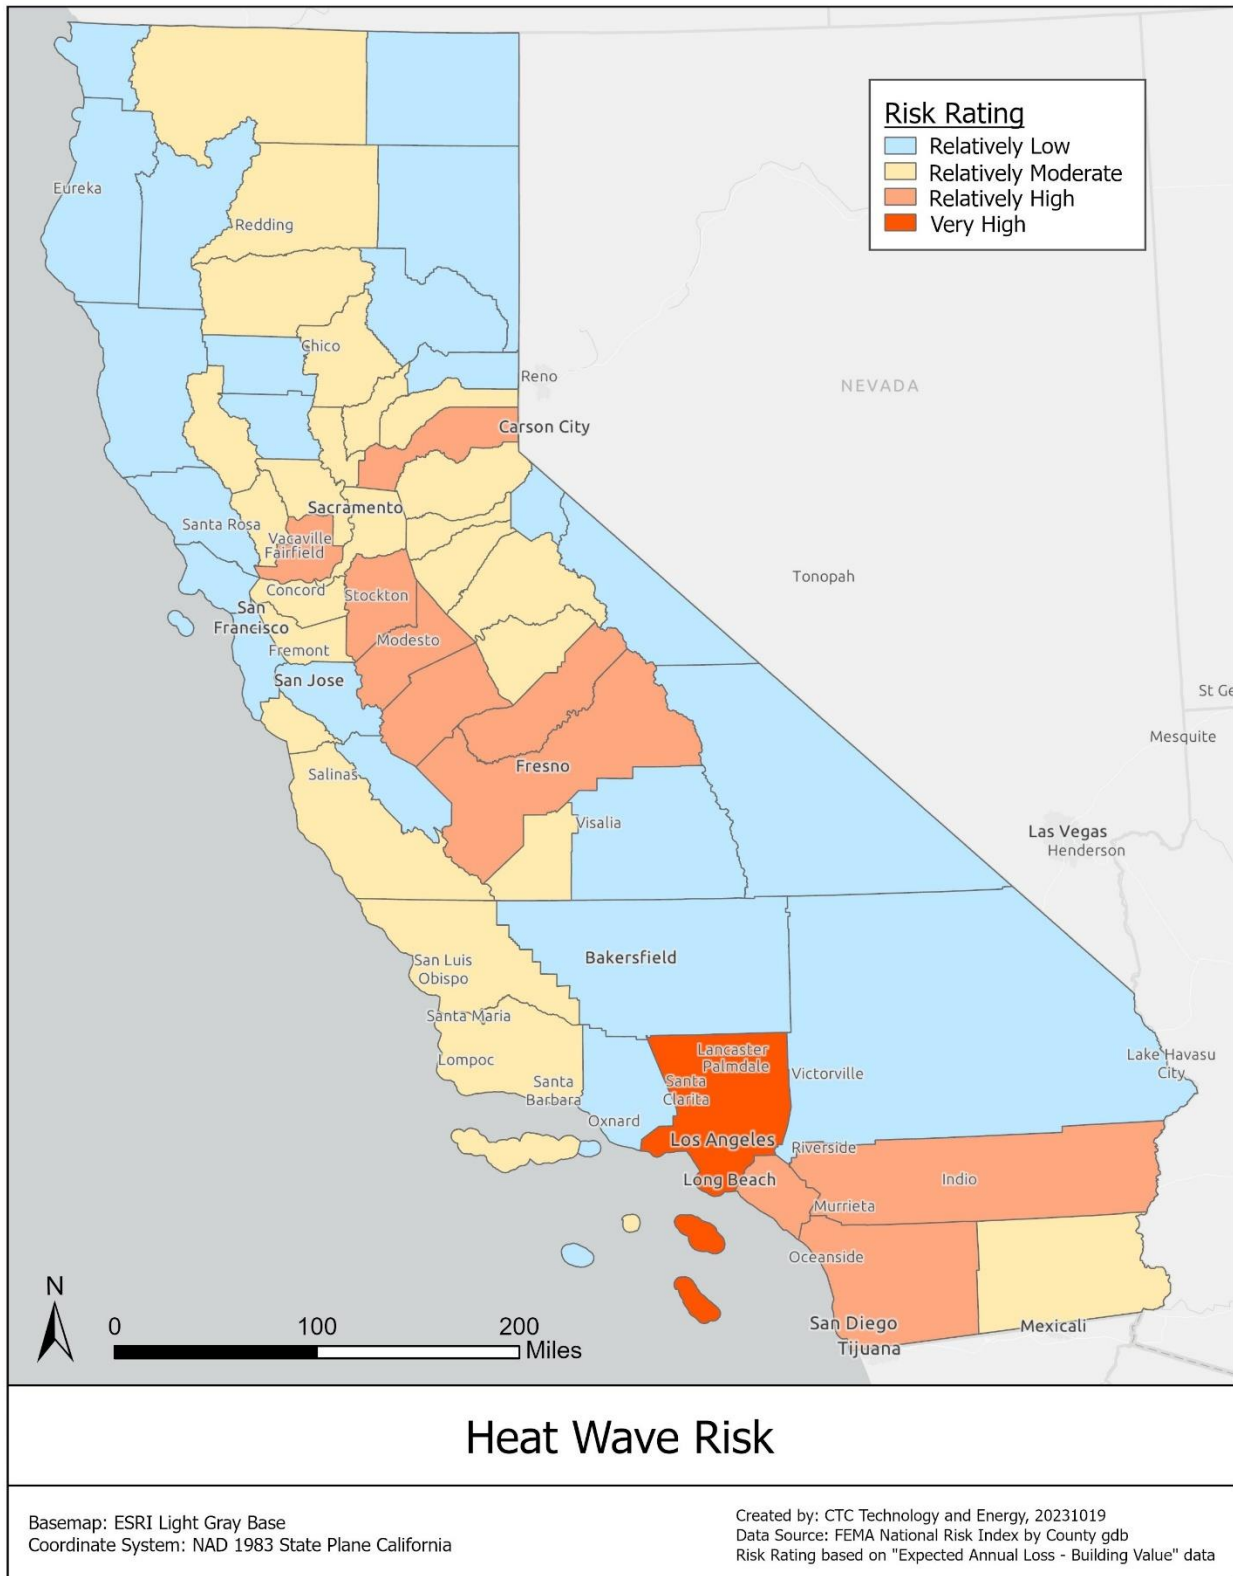 Risk Rating
Relatively Low
Relatively Moderate
Relatively High
Very High
Eureka
Redding
Chico
Reno
NEVADA
Carson City
Sacramento
Santa Rosa
Vacaville
Fairfield
Tonopah
Concord
Stockton
San
Francisco
Modesto
Fremont
San Jose
St Ge
Mesquite
Salinas
Fresno
Visalia
Las Vegas
Henderson
San Luis
Obispo
Bakersfield
Santa Maria
Lompoc
Lancaster
Palmdale
Victorville
Lake Havasu
City
Santa
Barbara
Santa
Clarita
Oxnard
Los Angeles
Riverside
Long Beach
Indio
Murrieta
Oceanside
San Diego
Tijuana
Mexicali
N
0 100 200
Miles
Heat Wave Risk
Basemap: ESRI Light Gray Base
Coordinate System: NAD 1983 State Plane California
Created by: CTC Technology and Energy, 20231019
Data Source: FEMA National Risk Index by County gdb
Risk Rating based on "Expected Annual Loss - Building Value" data